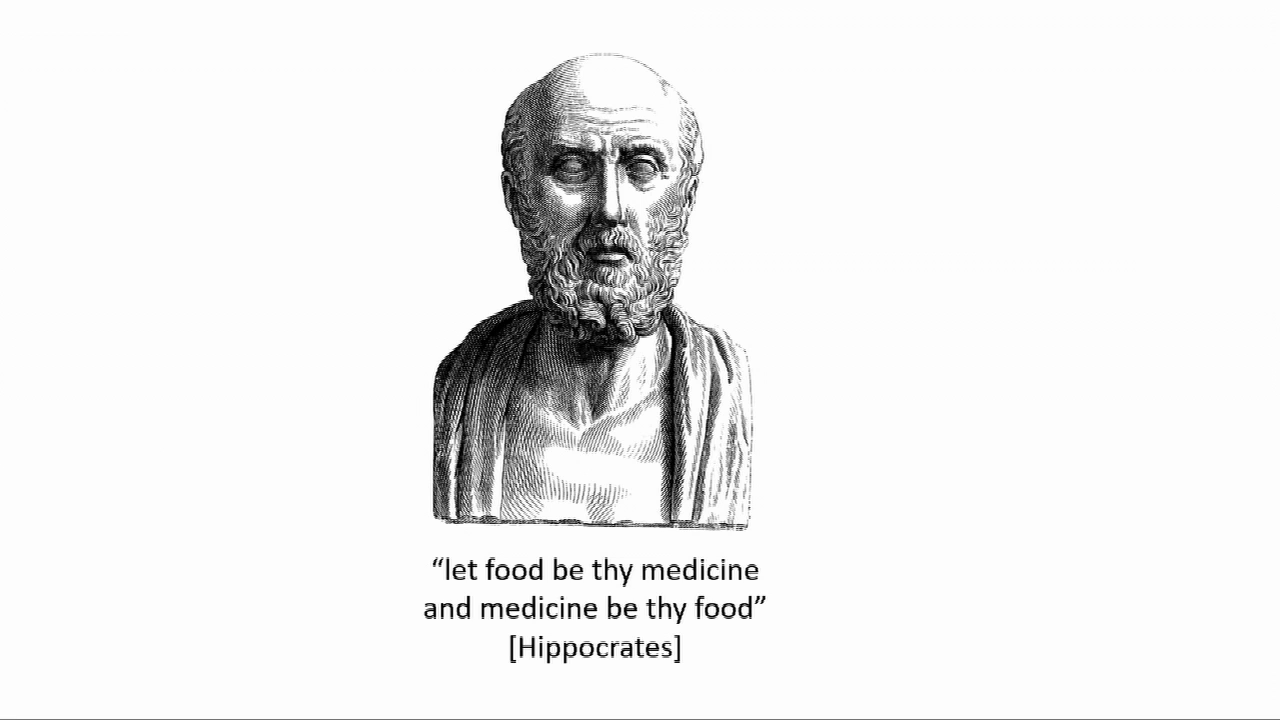 “let food be thy medicine
and medicine be thy food”
[Hippocrates]